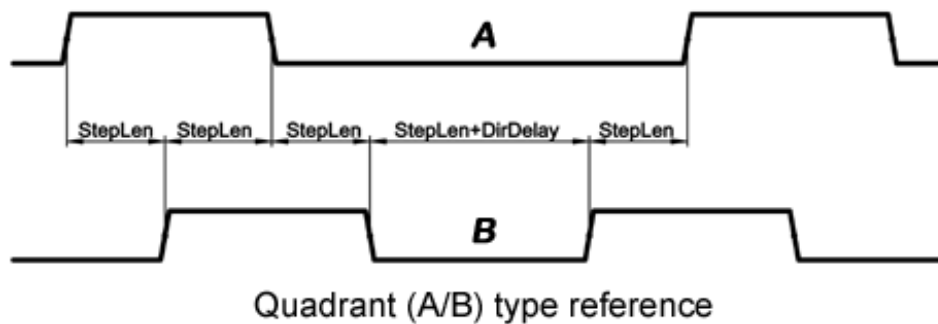 A
StepLen StepLen StepLen StepLen+DirDelay StepLen
B
Quadrant (A/B) type reference